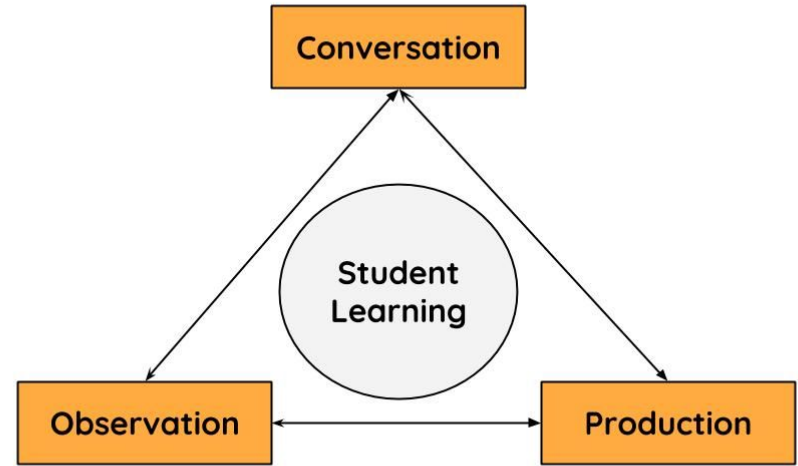 Conversation
Student
Learning
Observation
Production